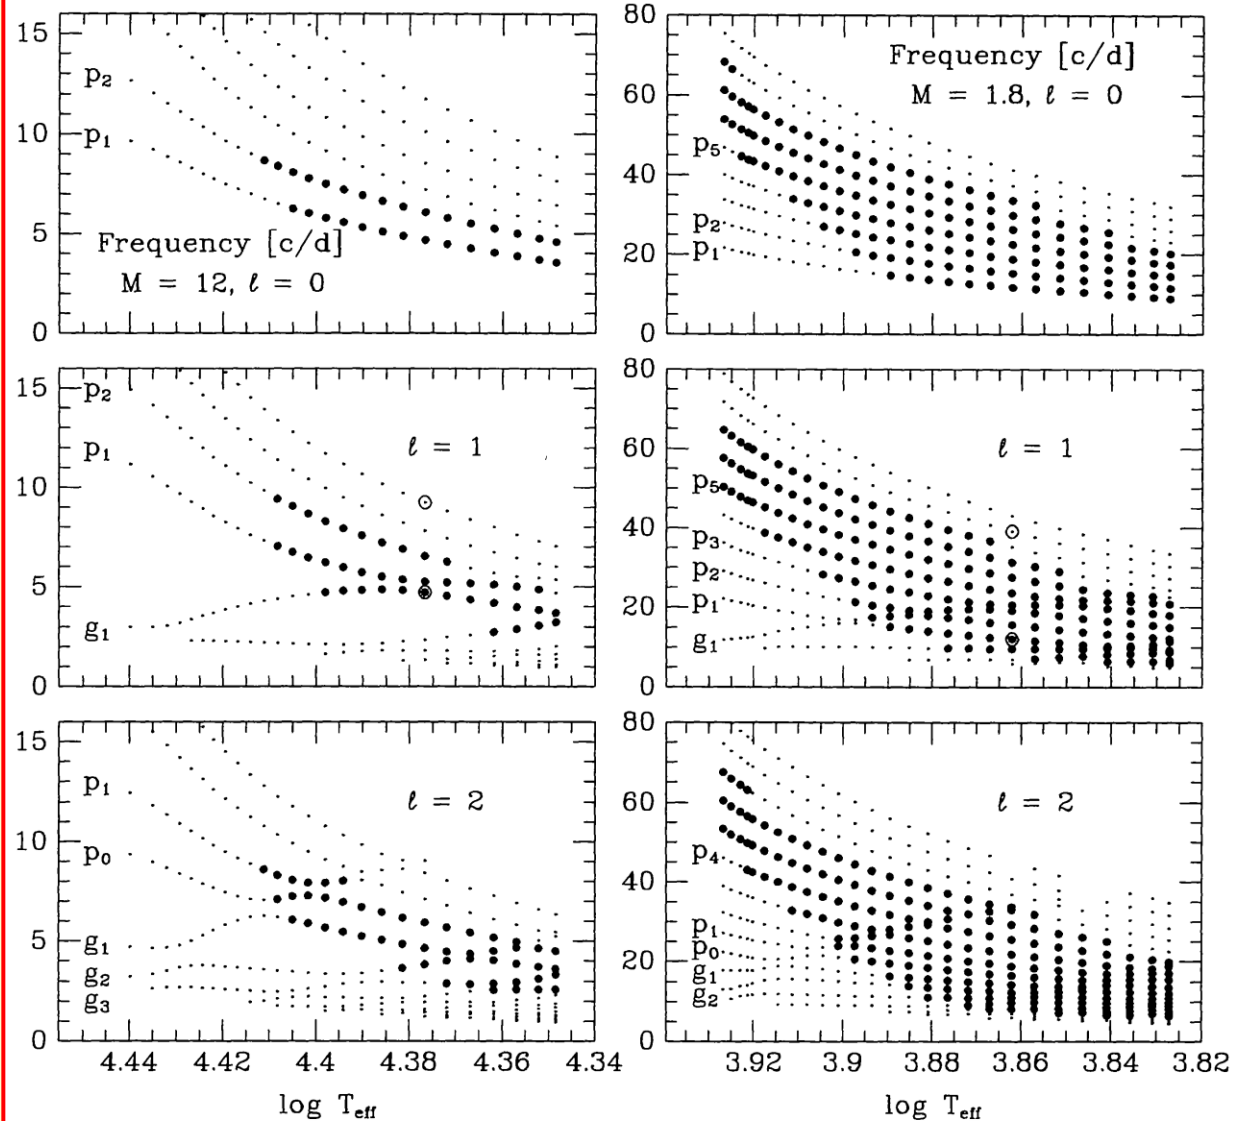 15
p₂
10
p₁
5
Frequency [c/d]
M = 12, ℓ = 0
0
80
Frequency [c/d]
M = 1.8, ℓ = 0
60
p₅
40
p₂
20
p₁
0
15
p₂
p₁
ℓ = 1
10
5
g₁
0
80
60
ℓ = 1
p₅
40
p₃
p₂
20
p₁
g₁
0
15
p₁
ℓ = 2
10
p₀
5
g₁
g₂
g₃
0
4.44
4.42
4.4
4.38
4.36
4.34
log Tₑff
80
60
ℓ = 2
p₄
40
p₁
p₀
20
g₁
g₂
0
3.92
3.9
3.88
3.86
3.84
3.82
log Tₑff